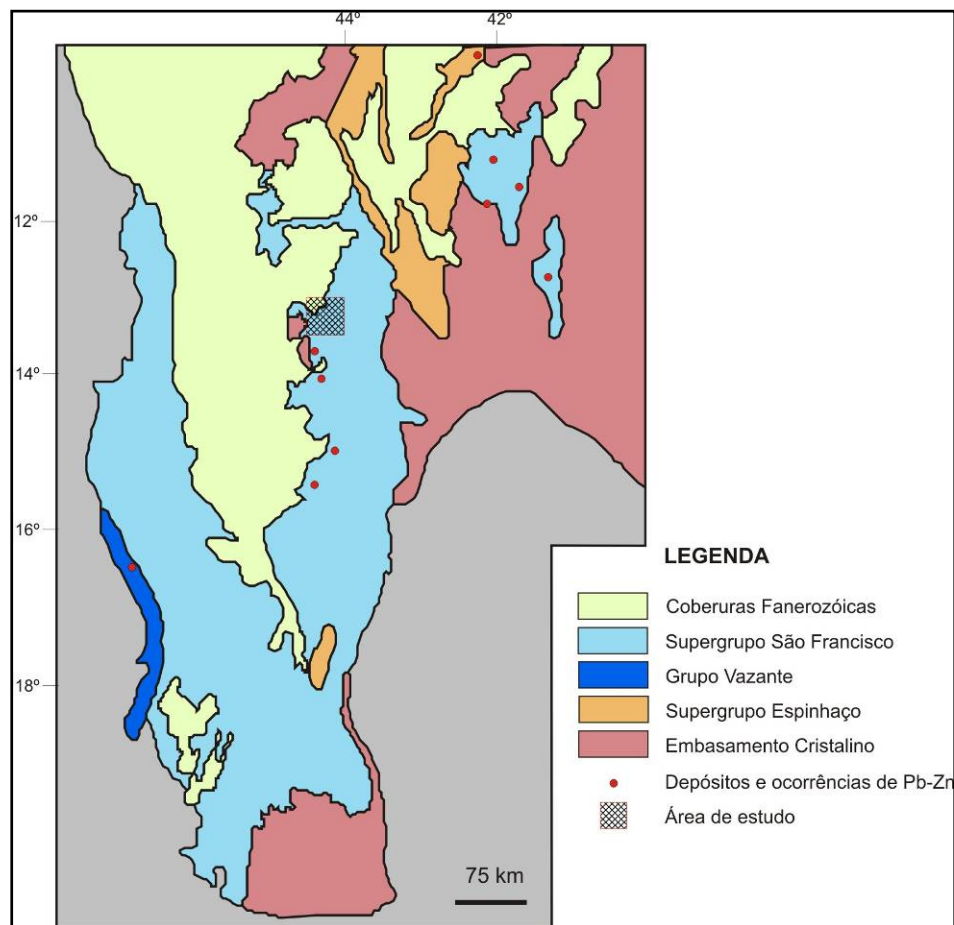 44º 42º
12º
14º
16º
18º
LEGENDA
Coberuras Fanerozóicas
Supergrupo São Francisco
Grupo Vazante
Supergrupo Espinhaço
Embasamento Cristalino
Depósitos e ocorrências de Pb-Zn
Área de estudo
75 km